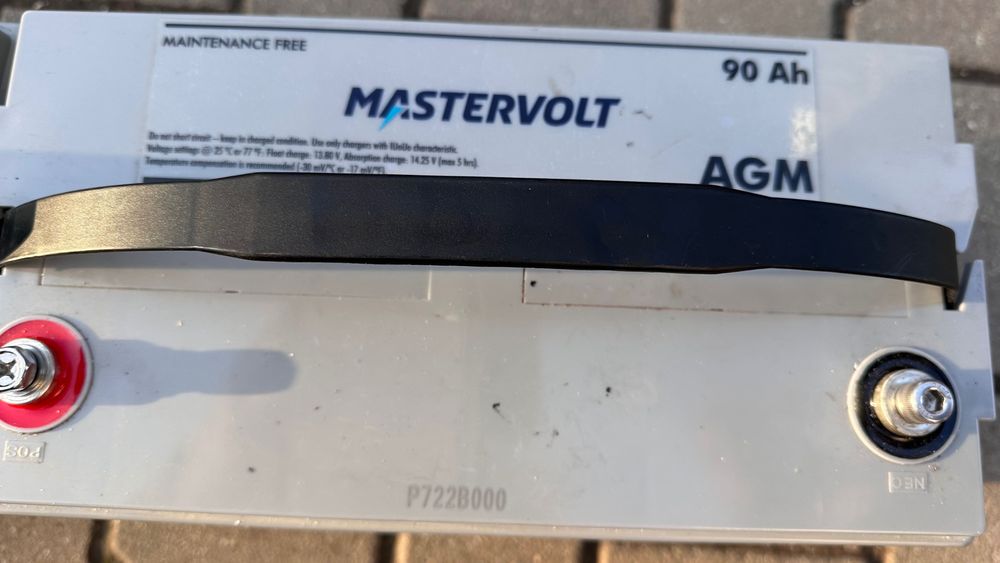 MAINTENANCE FREE
90 Ah
MASTERVOLT
Do not short circuit – keep in charged condition. Use only chargers with IUoUo characteristic.
Voltage settings @ 25 °C or 77 °F: Float charge: 13.80 V, Absorption charge: 14.25 V (max 5 hrs).
Temperature compensation is recommended (-30 mV/°C or -17 mV/°F).
AGM
POS
NEG
P722B000